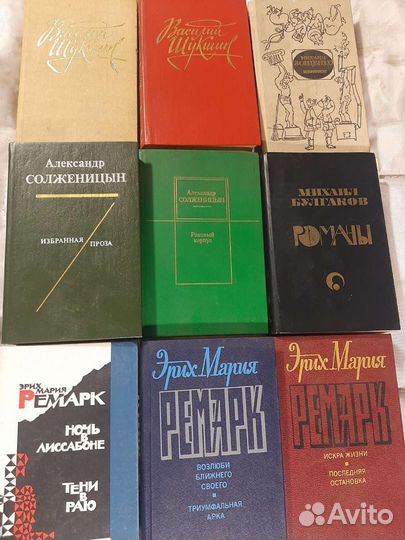 Василий
Шукшин
Василий
Шукшин
МИХАИЛ
ЗОЩЕНКО
Александр
СОЛЖЕНИЦЫН
ИЗБРАННАЯ
ПРОЗА
Александр
СОЛЖЕНИЦЫН
Раковый
корпус
МИХАИЛ
БУЛГАКОВ
РОМАНЫ
ЭРИХ
МАРИЯ
РЕМАРК
НОЧЬ
В
ЛИССАБОНЕ
ТЕНИ
В
РАЮ
Эрих Мария
РЕМАРК
ВОЗЛЮБИ
БЛИЖНЕГО
СВОЕГО
ТРИУМФАЛЬНАЯ
АРКА
Эрих Мария
РЕМАРК
ИСКРА ЖИЗНИ
ПОСЛЕДНЯЯ
ОСТАНОВКА
Avito